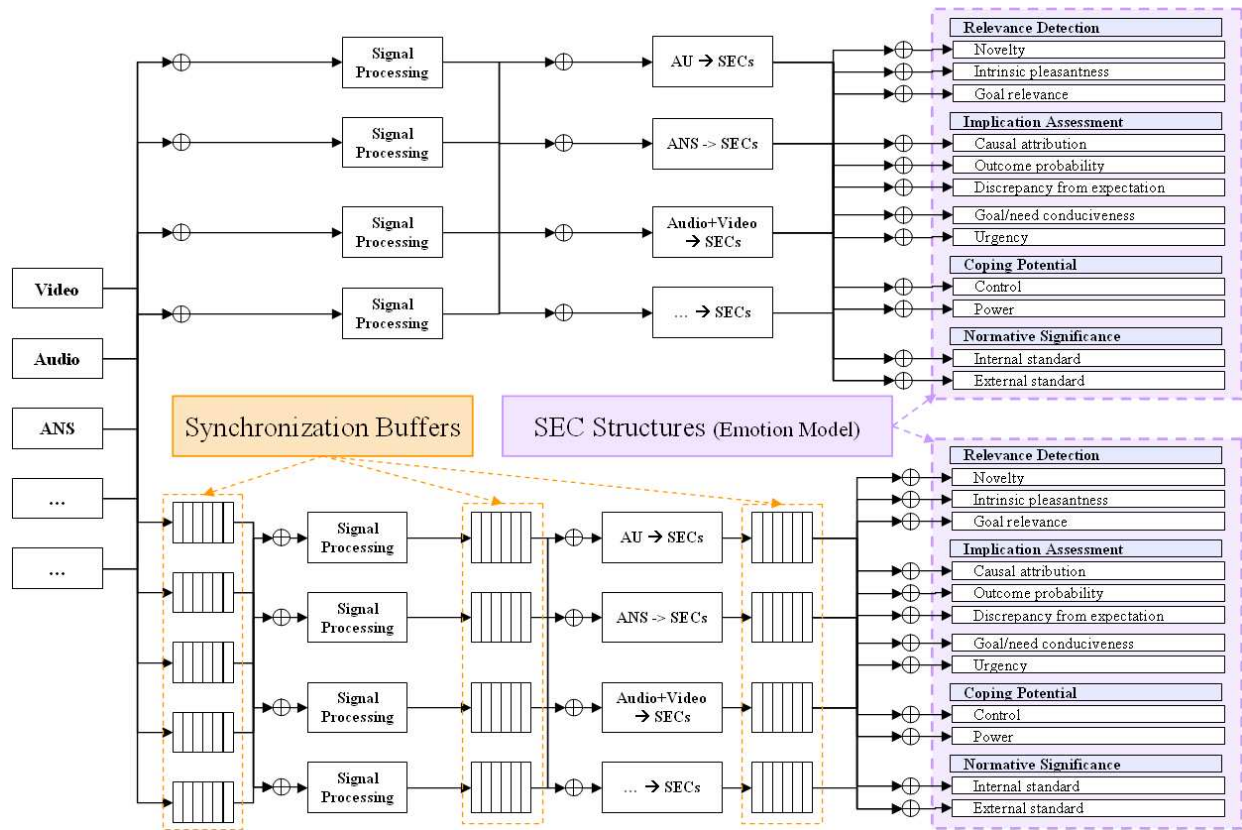 Video
Audio
ANS
...
...
Signal
Processing
Signal
Processing
Signal
Processing
Signal
Processing
AU → SECs
ANS -> SECs
Audio+Video
→ SECs
... → SECs
Relevance Detection
Novelty
Intrinsic pleasantness
Goal relevance
Implication Assessment
Causal attribution
Outcome probability
Discrepancy from expectation
Goal/need conduciveness
Urgency
Coping Potential
Control
Power
Normative Significance
Internal standard
External standard
Synchronization Buffers
SEC Structures (Emotion Model)
Signal
Processing
Signal
Processing
Signal
Processing
Signal
Processing
AU → SECs
ANS -> SECs
Audio+Video
→ SECs
... → SECs
Relevance Detection
Novelty
Intrinsic pleasantness
Goal relevance
Implication Assessment
Causal attribution
Outcome probability
Discrepancy from expectation
Goal/need conduciveness
Urgency
Coping Potential
Control
Power
Normative Significance
Internal standard
External standard